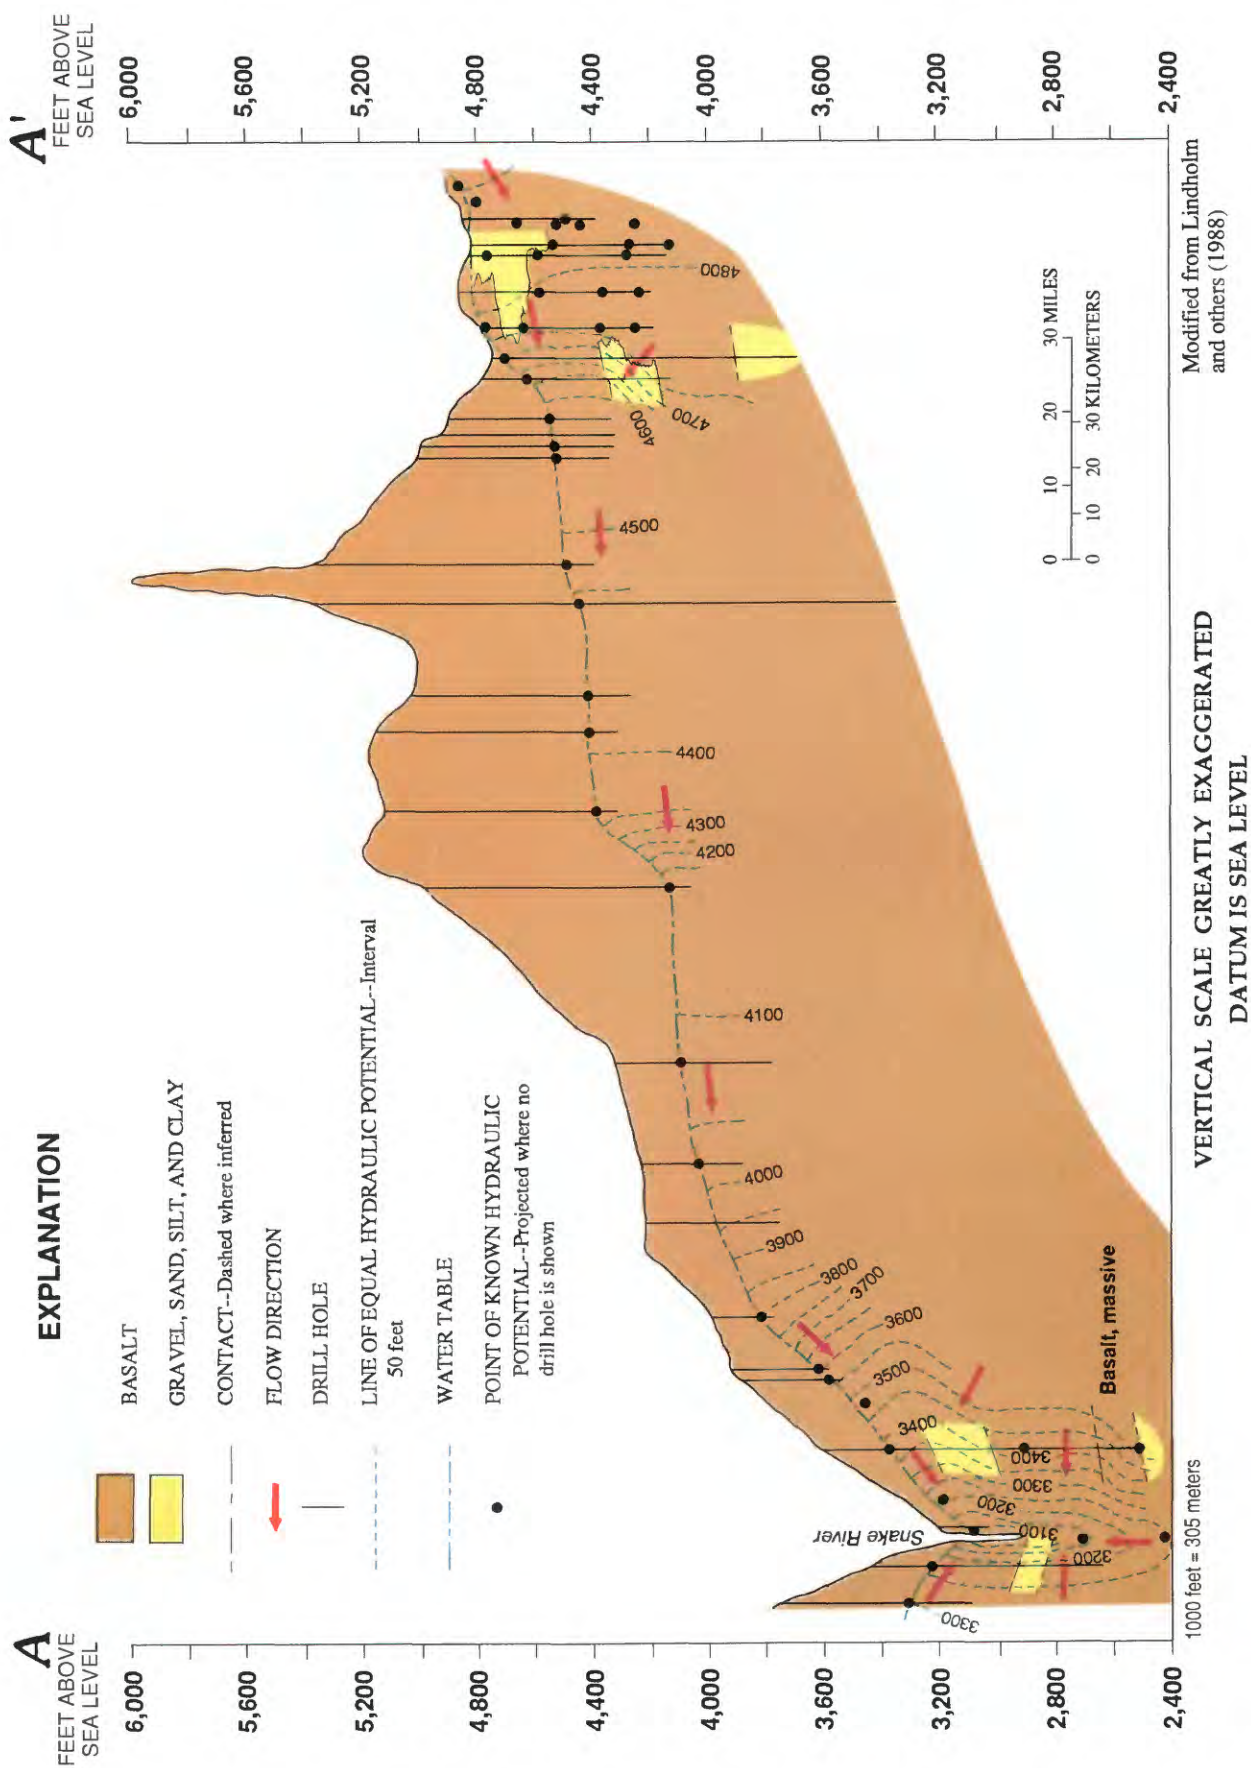 A
FEET ABOVE
SEA LEVEL
6,000
5,600
5,200
4,800
4,400
4,000
3,600
3,200
2,800
2,400
EXPLANATION
BASALT
GRAVEL, SAND, SILT, AND CLAY
CONTACT--Dashed where inferred
FLOW DIRECTION
DRILL HOLE
LINE OF EQUAL HYDRAULIC POTENTIAL--Interval
50 feet
WATER TABLE
POINT OF KNOWN HYDRAULIC
POTENTIAL--Projected where no
drill hole is shown
A'
FEET ABOVE
SEA LEVEL
6,000
5,600
5,200
4,800
4,400
4,000
3,600
3,200
2,800
2,400
Snake River
3300
3200
3100
3200
3300
3400
3400
3500
3600
3700
3800
3900
4000
4100
4200
4300
4400
4500
4600
4700
4800
Basalt, massive
0 10 20 30 MILES
0 10 20 30 KILOMETERS
1000 feet = 305 meters
VERTICAL SCALE GREATLY EXAGGERATED
DATUM IS SEA LEVEL
Modified from Lindholm
and others (1988)